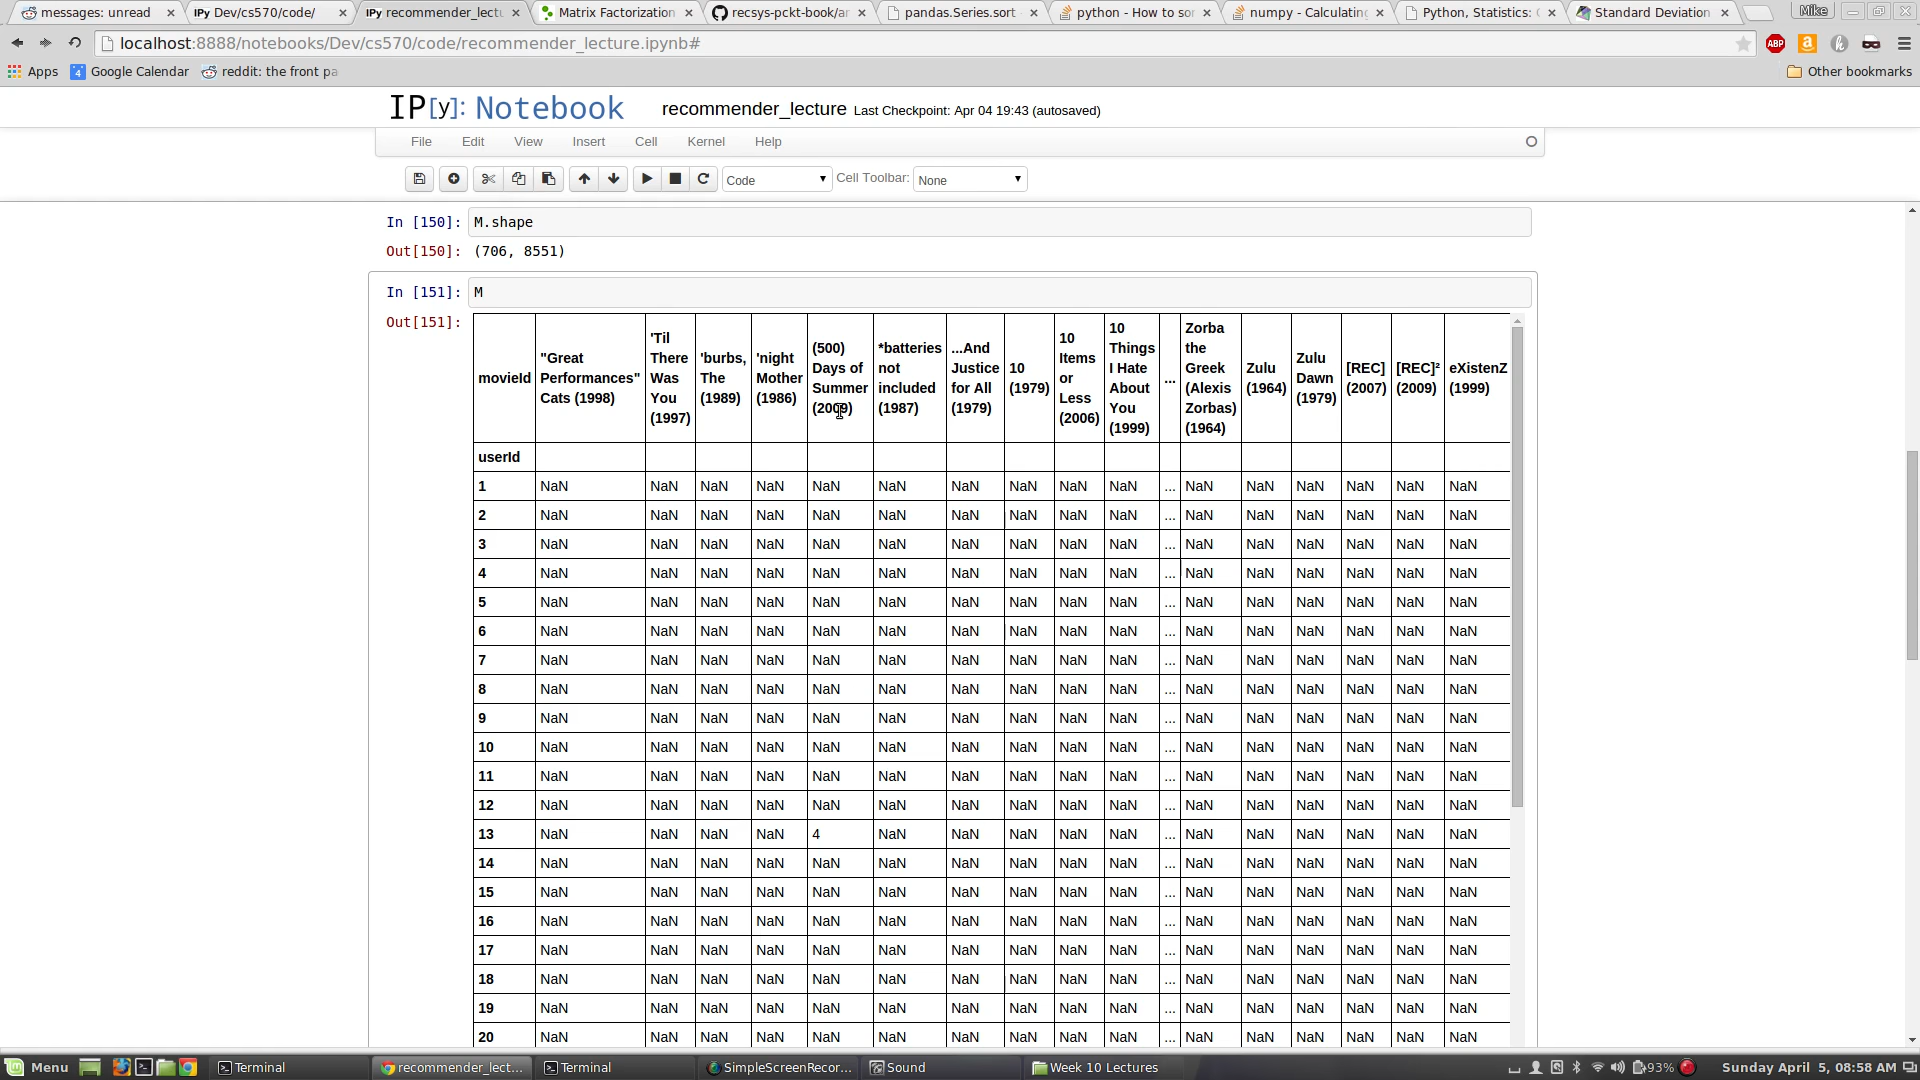 messages: unread
IPy Dev/cs570/code/
IPy recommender_lectu
Matrix Factorization
recsys-pckt-book/ar
pandas.Series.sort
python - How to sor
numpy - Calculating
Python, Statistics: C
Standard Deviation
Mike
localhost:8888/notebooks/Dev/cs570/code/recommender_lecture.ipynb#
ABP
Apps
4 Google Calendar
reddit: the front pa
Other bookmarks
IP[y]: Notebook
recommender_lecture Last Checkpoint: Apr 04 19:43 (autosaved)
File Edit View Insert Cell Kernel Help
Code Cell Toolbar: None
In [150]: M.shape
Out[150]: (706, 8551)
In [151]: M
Out[151]:
movieId "Great Performances" Cats (1998) 'Til There Was You (1997) 'burbs, The (1989) 'night Mother (1986) (500) Days of Summer (2009) *batteries not included (1987) ...And Justice for All (1979) 10 (1979) 10 Items or Less (2006) 10 Things I Hate About You (1999) ... Zorba the Greek (Alexis Zorbas) (1964) Zulu (1964) Zulu Dawn (1979) [REC] (2007) [REC]² (2009) eXistenZ (1999)
userId
1 NaN NaN NaN NaN NaN NaN NaN NaN NaN NaN ... NaN NaN NaN NaN NaN NaN
2 NaN NaN NaN NaN NaN NaN NaN NaN NaN NaN ... NaN NaN NaN NaN NaN NaN
3 NaN NaN NaN NaN NaN NaN NaN NaN NaN NaN ... NaN NaN NaN NaN NaN NaN
4 NaN NaN NaN NaN NaN NaN NaN NaN NaN NaN ... NaN NaN NaN NaN NaN NaN
5 NaN NaN NaN NaN NaN NaN NaN NaN NaN NaN ... NaN NaN NaN NaN NaN NaN
6 NaN NaN NaN NaN NaN NaN NaN NaN NaN NaN ... NaN NaN NaN NaN NaN NaN
7 NaN NaN NaN NaN NaN NaN NaN NaN NaN NaN ... NaN NaN NaN NaN NaN NaN
8 NaN NaN NaN NaN NaN NaN NaN NaN NaN NaN ... NaN NaN NaN NaN NaN NaN
9 NaN NaN NaN NaN NaN NaN NaN NaN NaN NaN ... NaN NaN NaN NaN NaN NaN
10 NaN NaN NaN NaN NaN NaN NaN NaN NaN NaN ... NaN NaN NaN NaN NaN NaN
11 NaN NaN NaN NaN NaN NaN NaN NaN NaN NaN ... NaN NaN NaN NaN NaN NaN
12 NaN NaN NaN NaN NaN NaN NaN NaN NaN NaN ... NaN NaN NaN NaN NaN NaN
13 NaN NaN NaN NaN 4 NaN NaN NaN NaN NaN ... NaN NaN NaN NaN NaN NaN
14 NaN NaN NaN NaN NaN NaN NaN NaN NaN NaN ... NaN NaN NaN NaN NaN NaN
15 NaN NaN NaN NaN NaN NaN NaN NaN NaN NaN ... NaN NaN NaN NaN NaN NaN
16 NaN NaN NaN NaN NaN NaN NaN NaN NaN NaN ... NaN NaN NaN NaN NaN NaN
17 NaN NaN NaN NaN NaN NaN NaN NaN NaN NaN ... NaN NaN NaN NaN NaN NaN
18 NaN NaN NaN NaN NaN NaN NaN NaN NaN NaN ... NaN NaN NaN NaN NaN NaN
19 NaN NaN NaN NaN NaN NaN NaN NaN NaN NaN ... NaN NaN NaN NaN NaN NaN
20 NaN NaN NaN NaN NaN NaN NaN NaN NaN NaN ... NaN NaN NaN NaN NaN NaN
Menu
Terminal
recommender_lect...
Terminal
SimpleScreenRecor...
Sound
Week 10 Lectures
93%
Sunday April 5, 08:58 AM